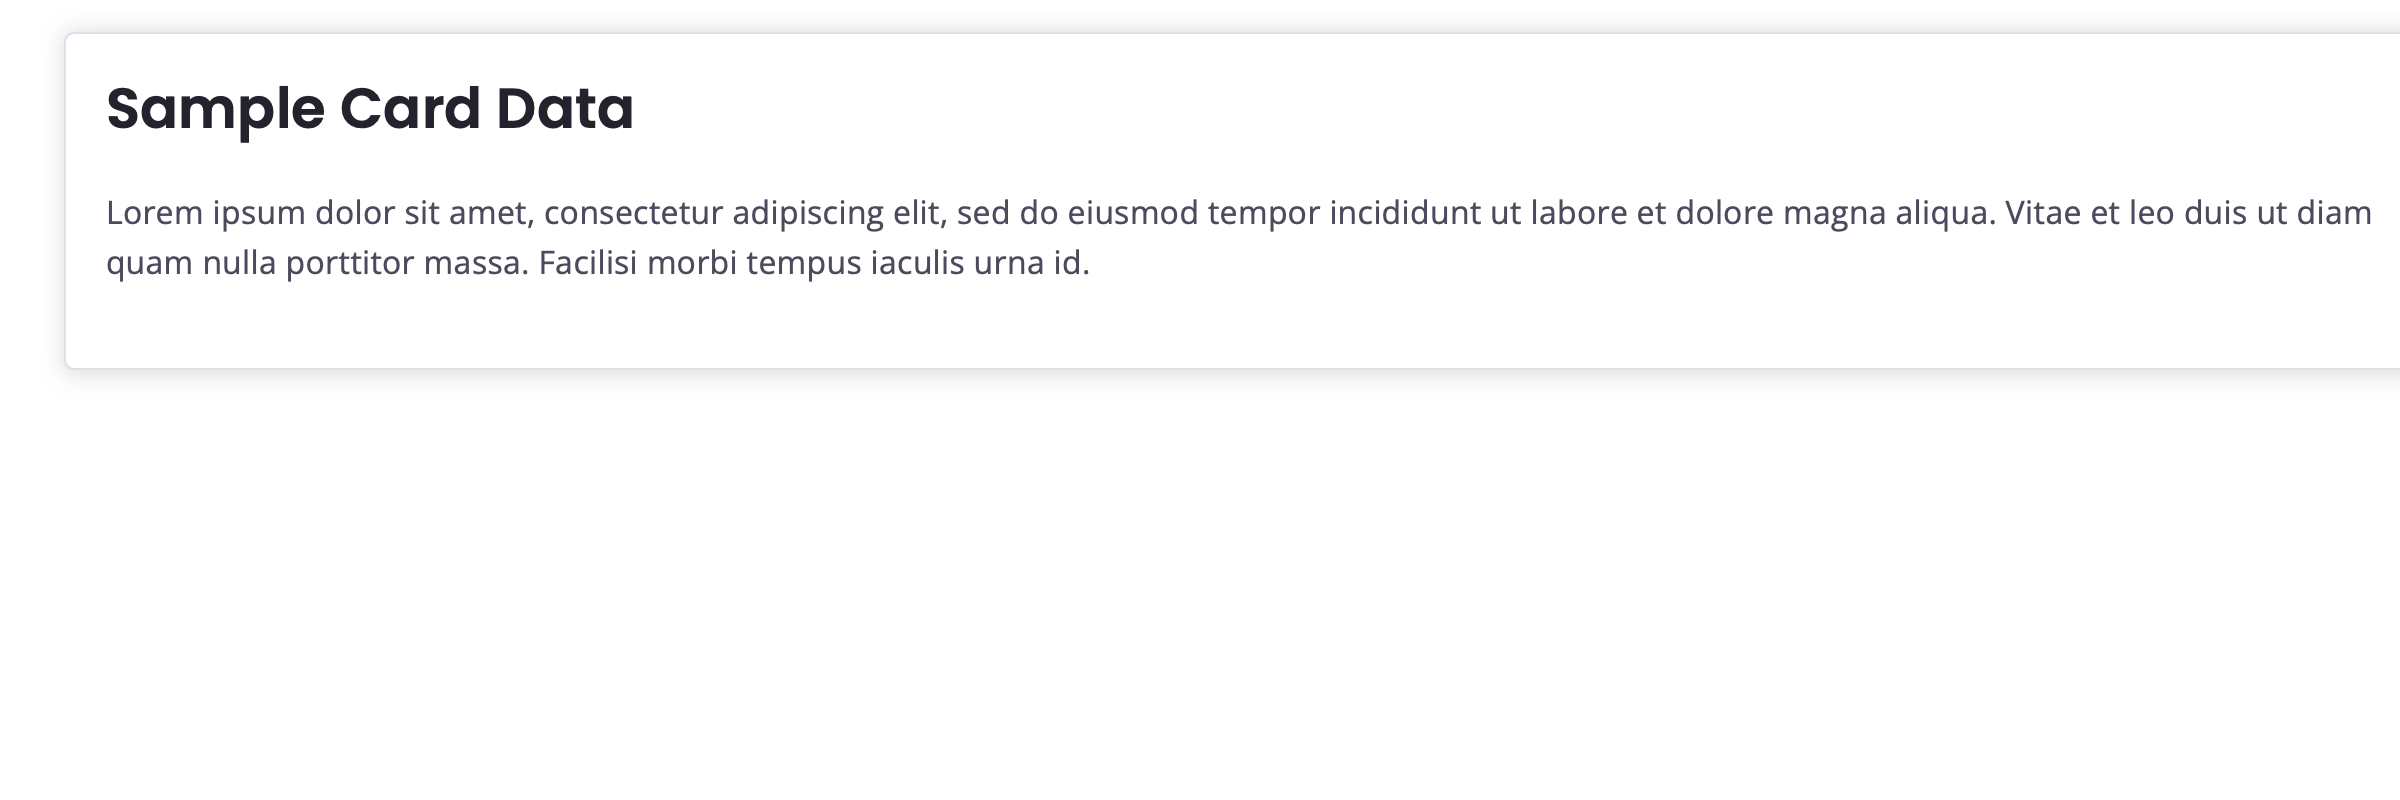 Sample Card Data
Lorem ipsum dolor sit amet, consectetur adipiscing elit, sed do eiusmod tempor incididunt ut labore et dolore magna aliqua. Vitae et leo duis ut diam
quam nulla porttitor massa. Facilisi morbi tempus iaculis urna id.